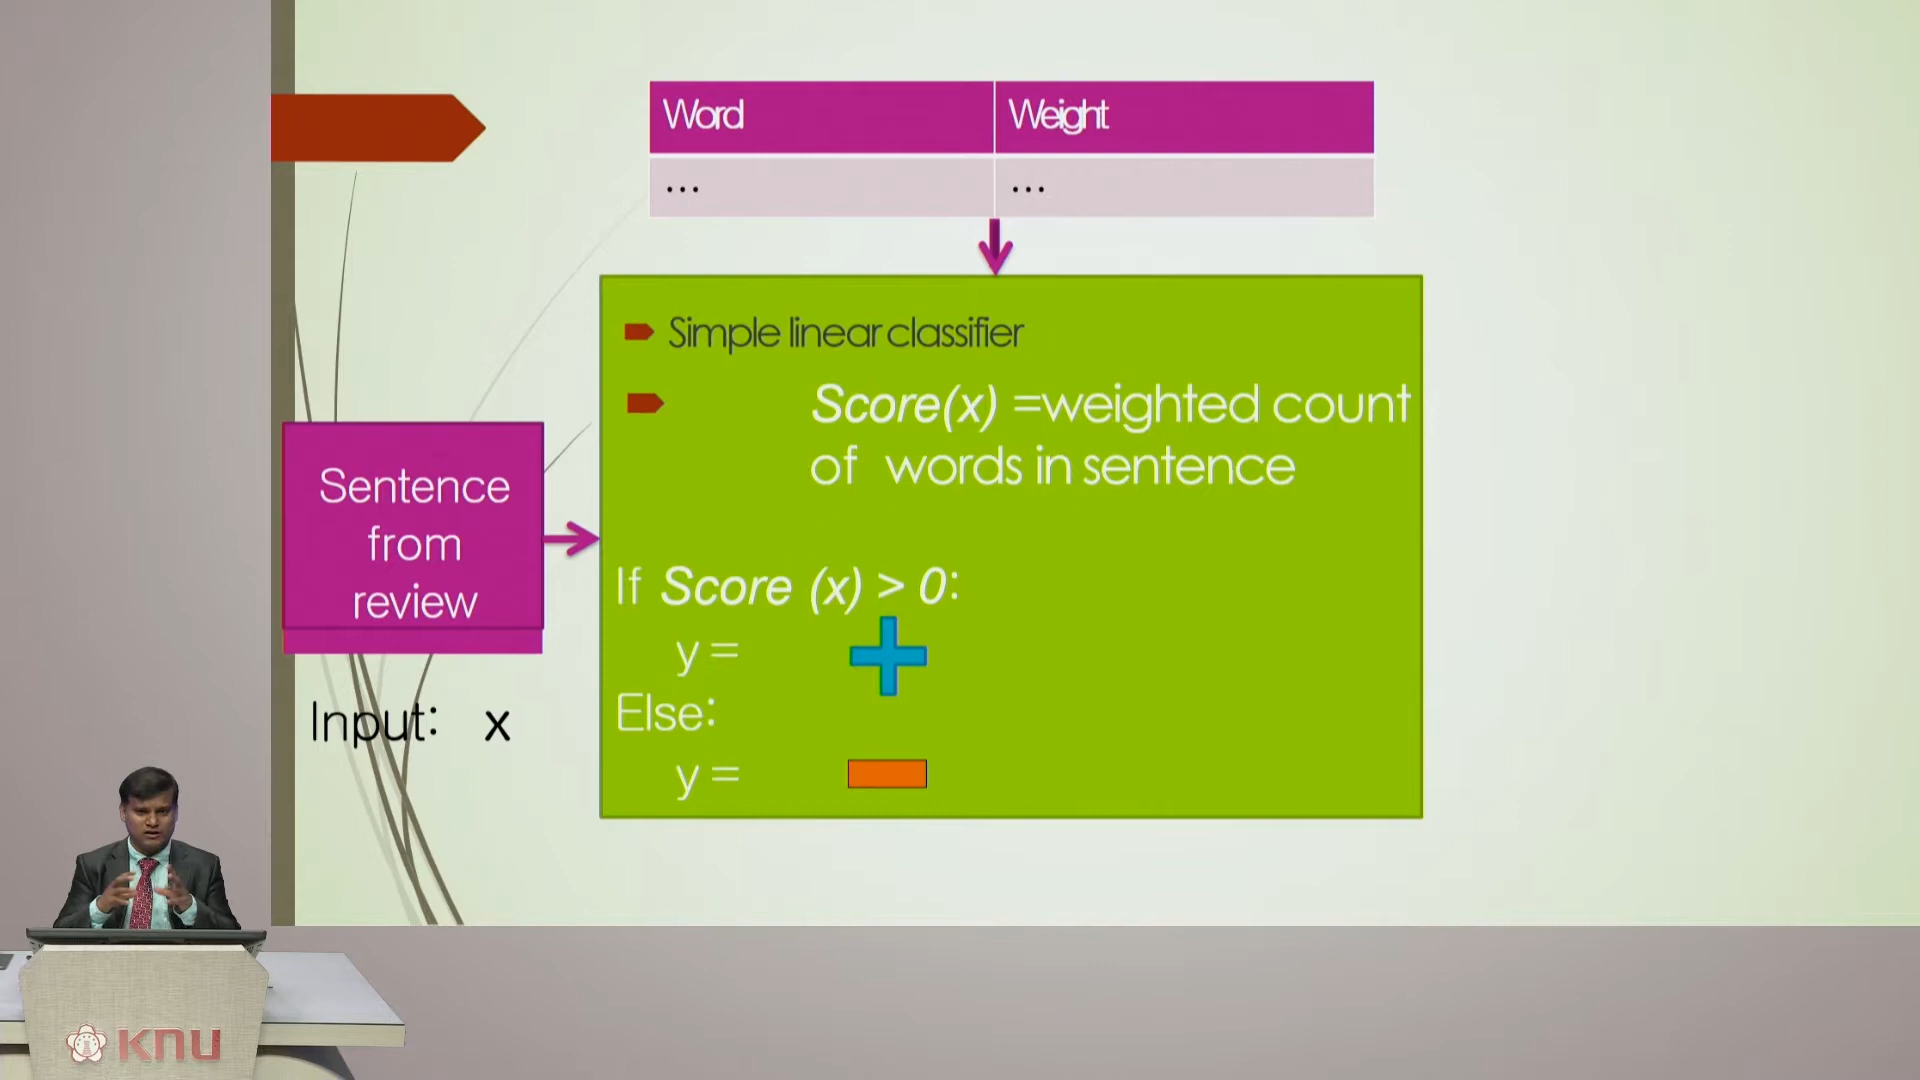 Word Weight
... ...
Simple linear classifier
Score(x) =weighted count
of words in sentence
Sentence
from
review
If Score (x) > 0:
y =
Else:
y =
Input: x
KNU